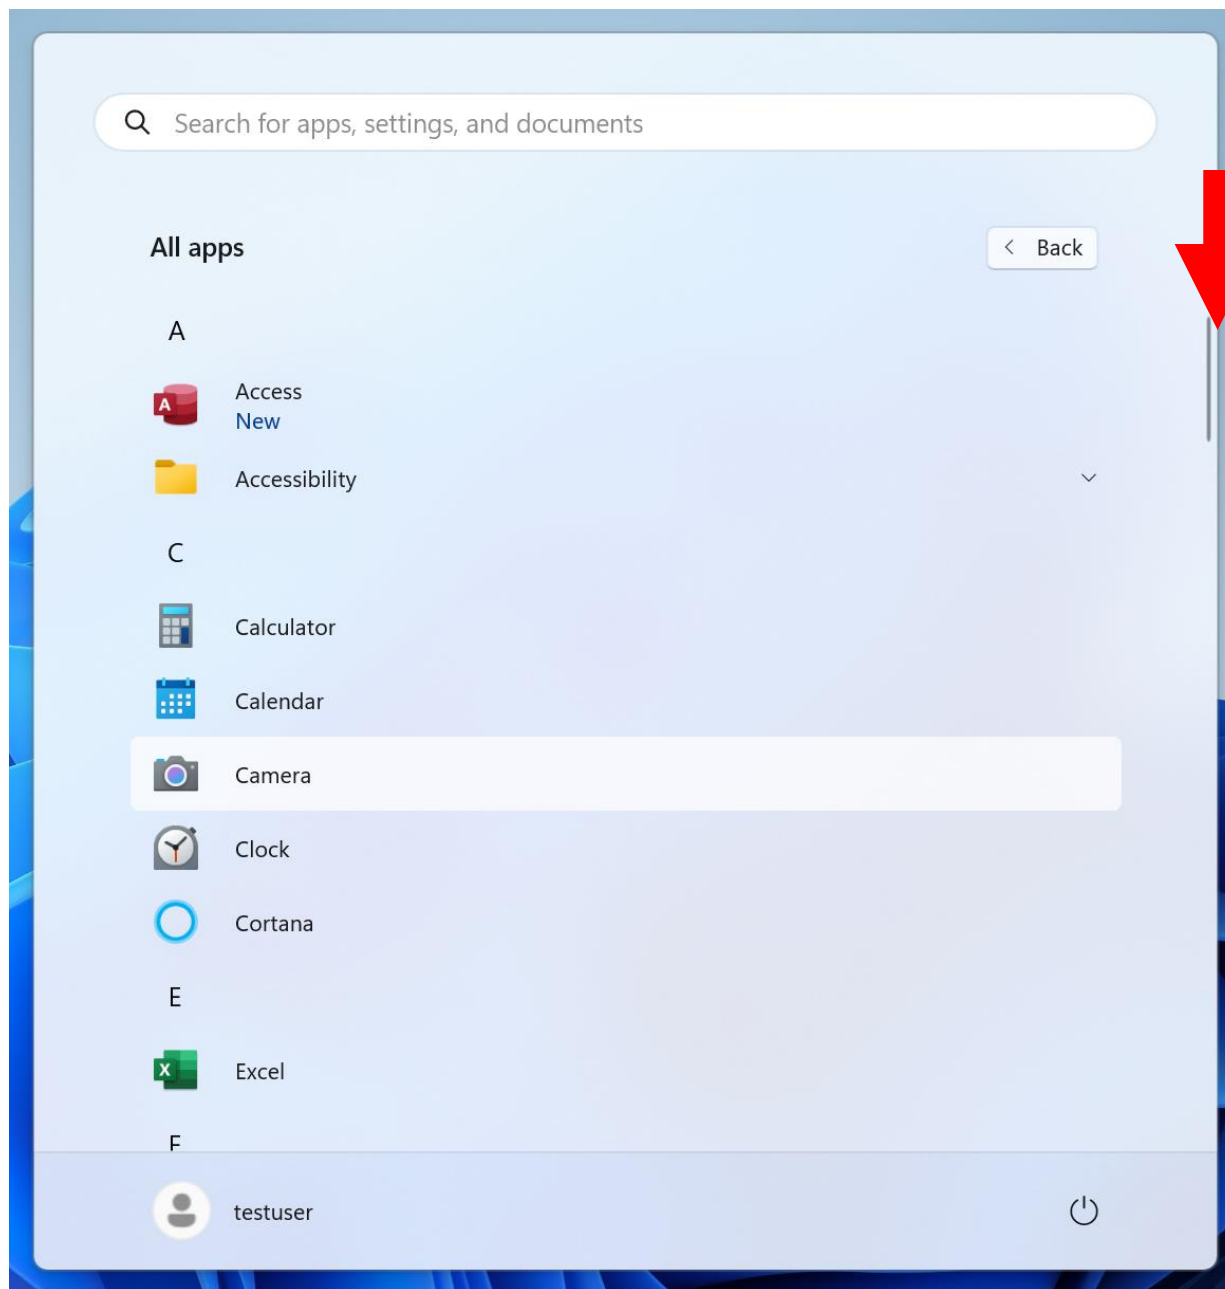 Search for apps, settings, and documents
All apps
Back
A
Access
New
Accessibility
C
Calculator
Calendar
Camera
Clock
Cortana
E
Excel
F
testuser